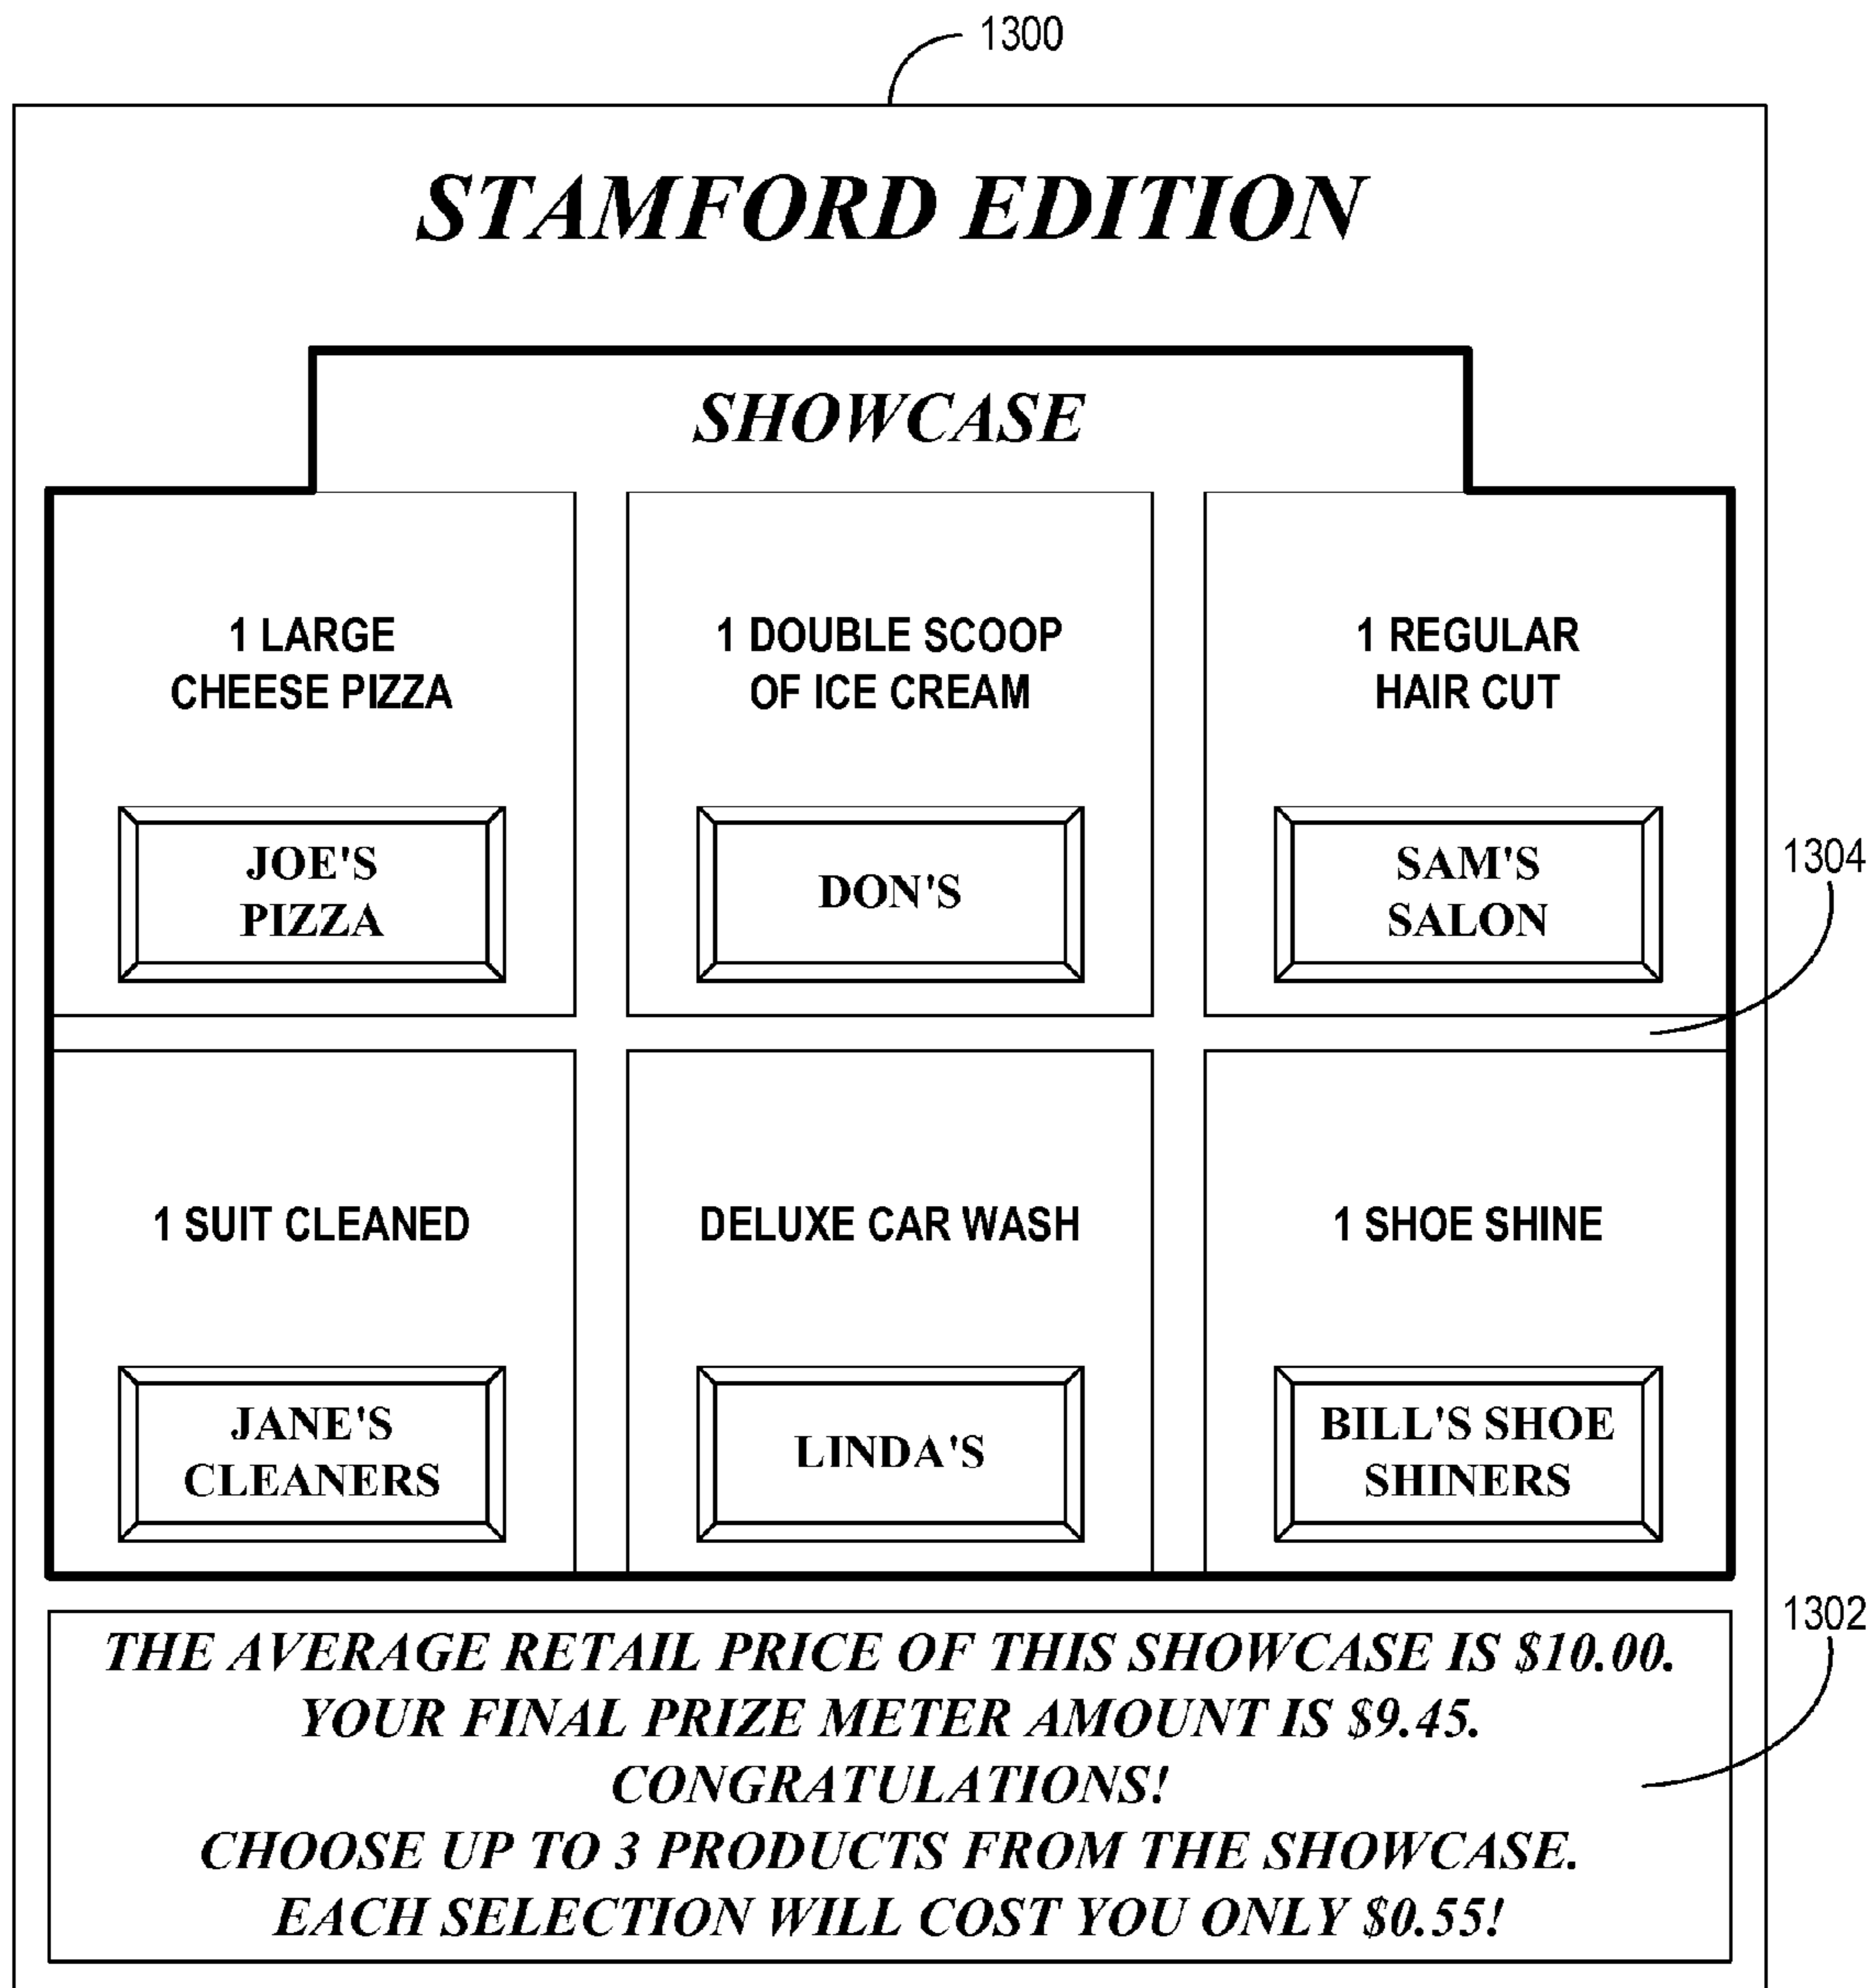 1300
STAMFORD EDITION
SHOWCASE
1 LARGE
CHEESE PIZZA
JOE'S
PIZZA
1 DOUBLE SCOOP
OF ICE CREAM
DON'S
1 REGULAR
HAIR CUT
SAM'S
SALON
1304
1 SUIT CLEANED
JANE'S
CLEANERS
DELUXE CAR WASH
LINDA'S
1 SHOE SHINE
BILL'S SHOE
SHINERS
1302
THE AVERAGE RETAIL PRICE OF THIS SHOWCASE IS $10.00.
YOUR FINAL PRIZE METER AMOUNT IS $9.45.
CONGRATULATIONS!
CHOOSE UP TO 3 PRODUCTS FROM THE SHOWCASE.
EACH SELECTION WILL COST YOU ONLY $0.55!